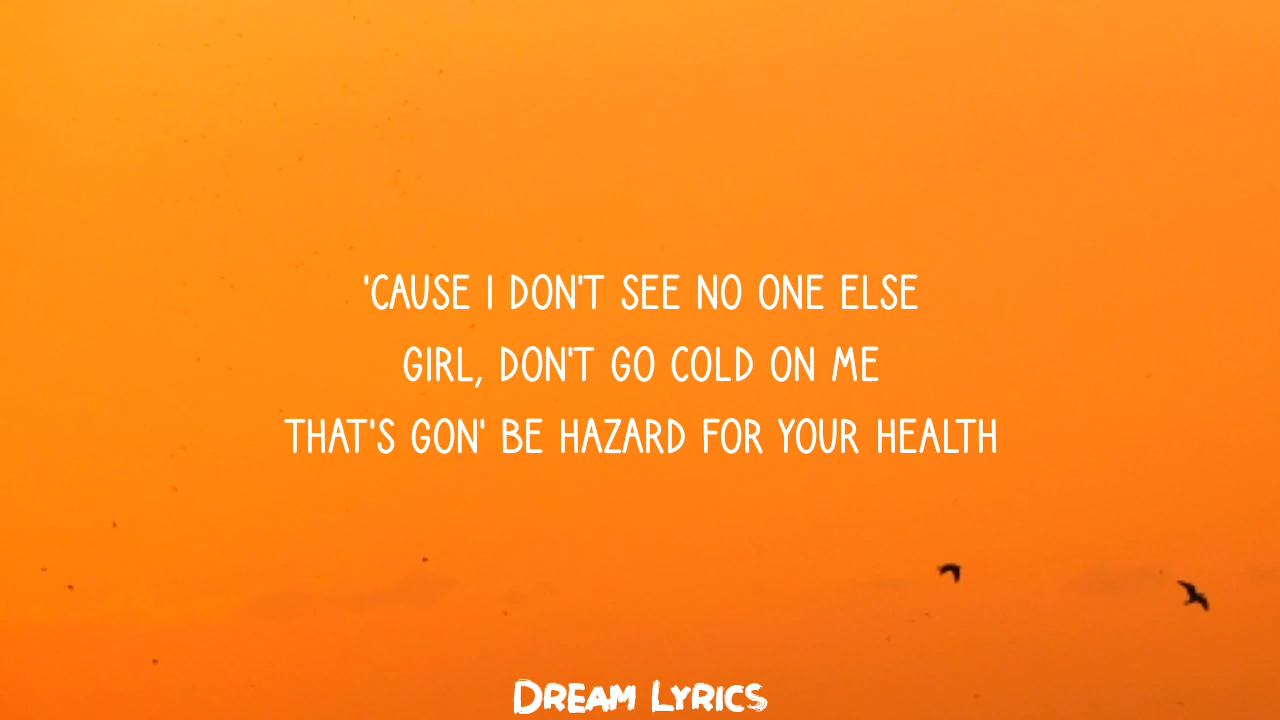 'CAUSE I DON'T SEE NO ONE ELSE
GIRL, DON'T GO COLD ON ME
THAT'S GON' BE HAZARD FOR YOUR HEALTH
DREAM LYRICS